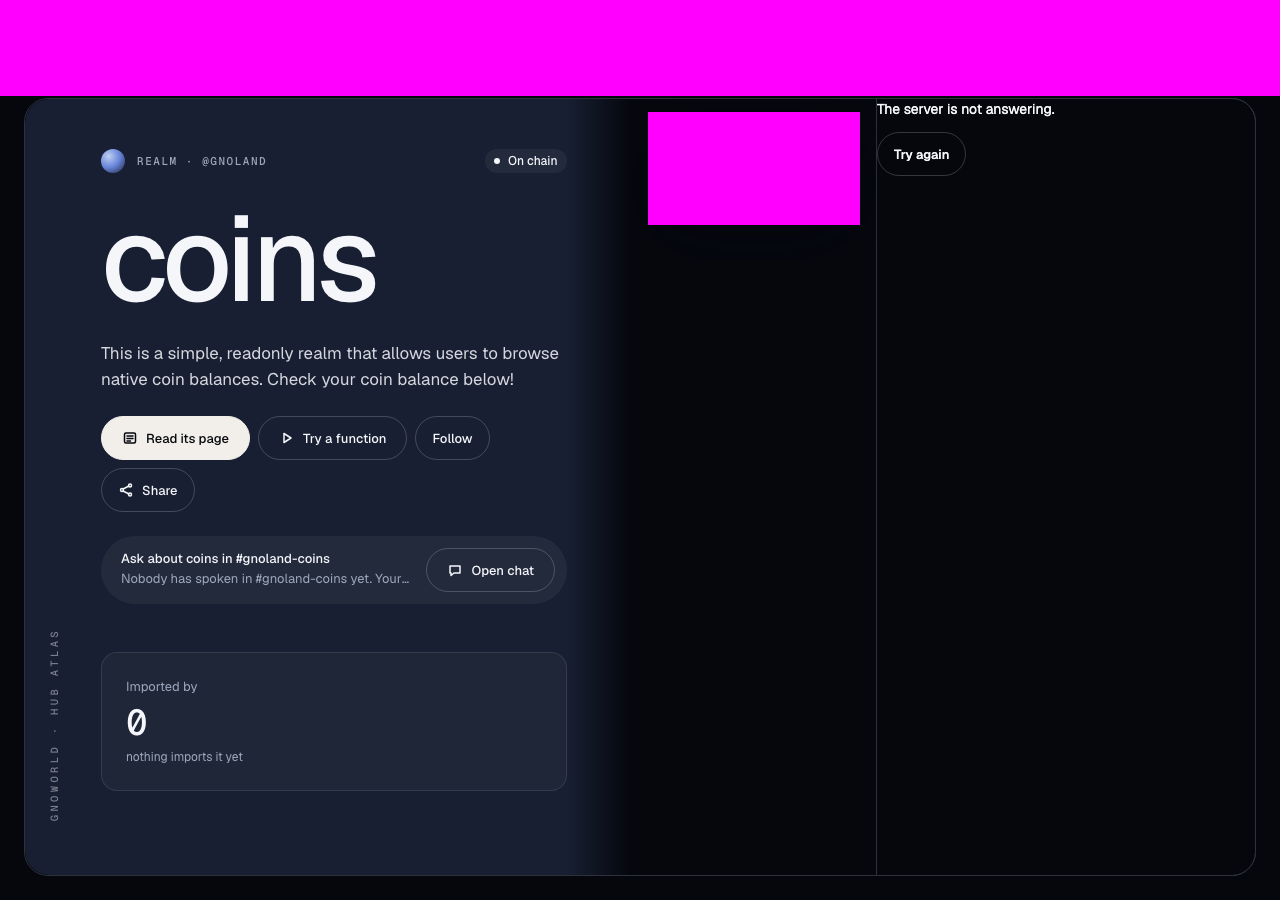 REALM · @GNOLAND
On chain
coins
This is a simple, readonly realm that allows users to browse
native coin balances. Check your coin balance below!
Read its page
Try a function
Follow
Share
Ask about coins in #gnoland-coins
Nobody has spoken in #gnoland-coins yet. Your…
Open chat
Imported by
0
nothing imports it yet
GNOWORLD · HUB ATLAS
The server is not answering.
Try again